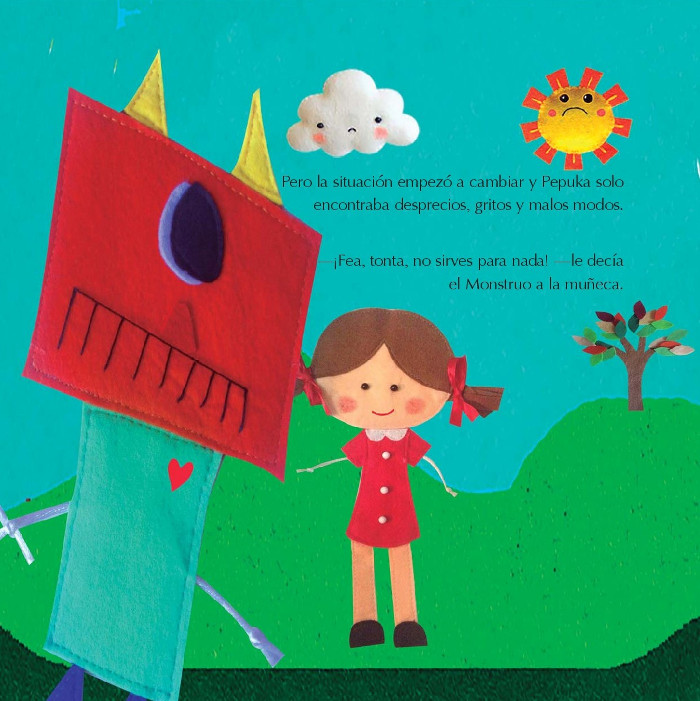 Pero la situación empezó a cambiar y Pepuka solo
encontraba desprecios, gritos y malos modos.
—¡Fea, tonta, no sirves para nada! —le decía
el Monstruo a la muñeca.